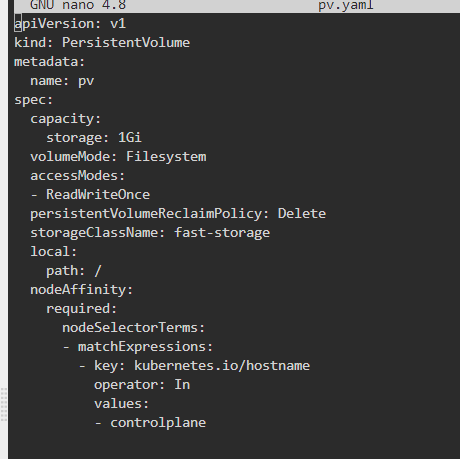 GNU nano 4.8 pv.yaml
apiVersion: v1
kind: PersistentVolume
metadata:
  name: pv
spec:
  capacity:
    storage: 1Gi
  volumeMode: Filesystem
  accessModes:
  - ReadWriteOnce
  persistentVolumeReclaimPolicy: Delete
  storageClassName: fast-storage
  local:
    path: /
  nodeAffinity:
    required:
      nodeSelectorTerms:
      - matchExpressions:
        - key: kubernetes.io/hostname
          operator: In
          values:
          - controlplane